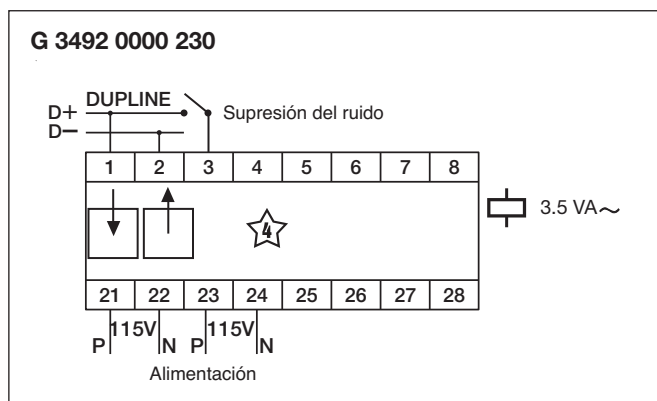 G 3492 0000 230
DUPLINE
D+
D−
Supresión del ruido
1 2 3 4 5 6 7 8
4
3.5 VA~
21 22 23 24 25 26 27 28
P 115V N P 115V N
Alimentación